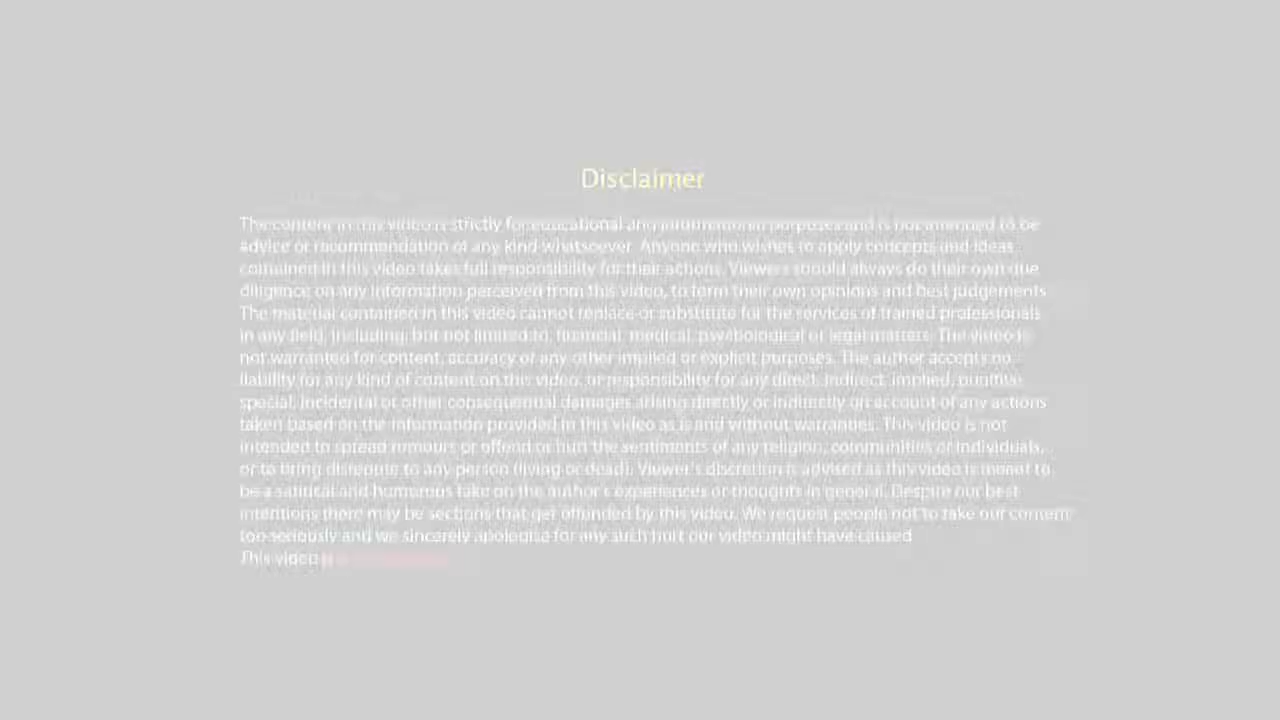 Disclaimer
The content in this video is strictly for educational and informational purposes and is not intended to be
advice or recommendation of any kind whatsoever. Anyone who wishes to apply concepts and ideas
contained in this video takes full responsibility for their actions. Viewers should always do their own due
diligence on any information perceived from this video, to form their own opinions and best judgements.
The material contained in this video cannot replace or substitute for the services of trained professionals
in any field, including, but not limited to, financial, medical, psychological or legal matters. The video is
not warranted for content, accuracy or any other implied or explicit purposes. The author accepts no
liability for any kind of content on this video, or responsibility for any direct, indirect, implied, punitive,
special, incidental or other consequential damages arising directly or indirectly on account of any actions
taken based on the information provided in this video as is and without warranties. This video is not
intended to spread rumours or offend or hurt the sentiments of any religion, communities or individuals,
or to bring disrepute to any person (living or dead). Viewer's discretion is advised as this video is meant to
be a satirical and humorous take on the author's experiences or thoughts in general. Despite our best
intentions there may be sections that get offended by this video. We request people not to take our content
too seriously and we sincerely apologise for any such hurt our video might have caused
This video is